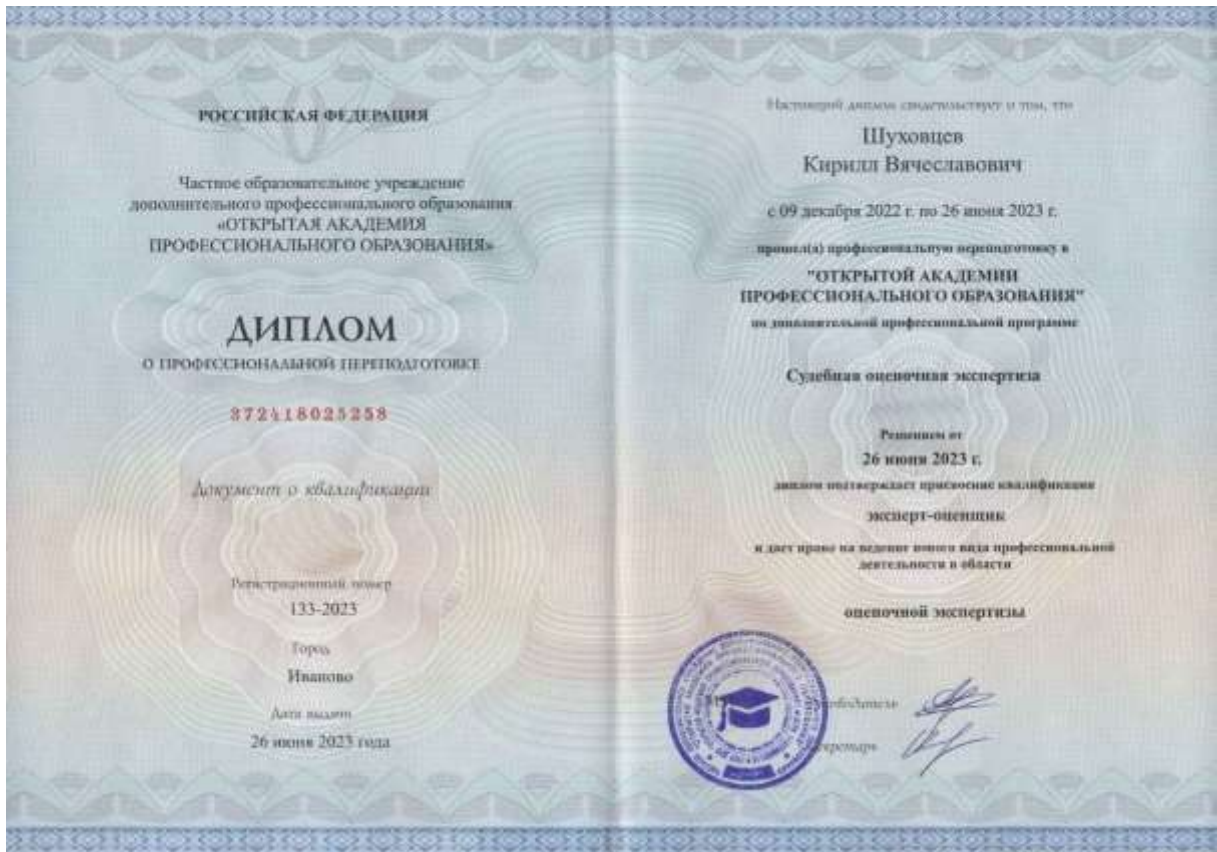 РОССИЙСКАЯ ФЕДЕРАЦИЯ
Частное образовательное учреждение
дополнительного профессионального образования
«ОТКРЫТАЯ АКАДЕМИЯ
ПРОФЕССИОНАЛЬНОГО ОБРАЗОВАНИЯ»
ДИПЛОМ
О ПРОФЕССИОНАЛЬНОЙ ПЕРЕПОДГОТОВКЕ
372418025258
Документ о квалификации
Регистрационный номер
133-2023
Город
Иваново
Дата выдачи
26 июня 2023 года
Настоящий диплом свидетельствует о том, что
Шуховцев
Кирилл Вячеславович
с 09 декабря 2022 г. по 26 июня 2023 г.
прошел(а) профессиональную переподготовку в
"ОТКРЫТОЙ АКАДЕМИИ
ПРОФЕССИОНАЛЬНОГО ОБРАЗОВАНИЯ"
по дополнительной профессиональной программе
Судебная оценочная экспертиза
Решением от
26 июня 2023 г.
диплом подтверждает присвоение квалификации
эксперт-оценщик
и дает право на ведение нового вида профессиональной
деятельности в области
оценочной экспертизы